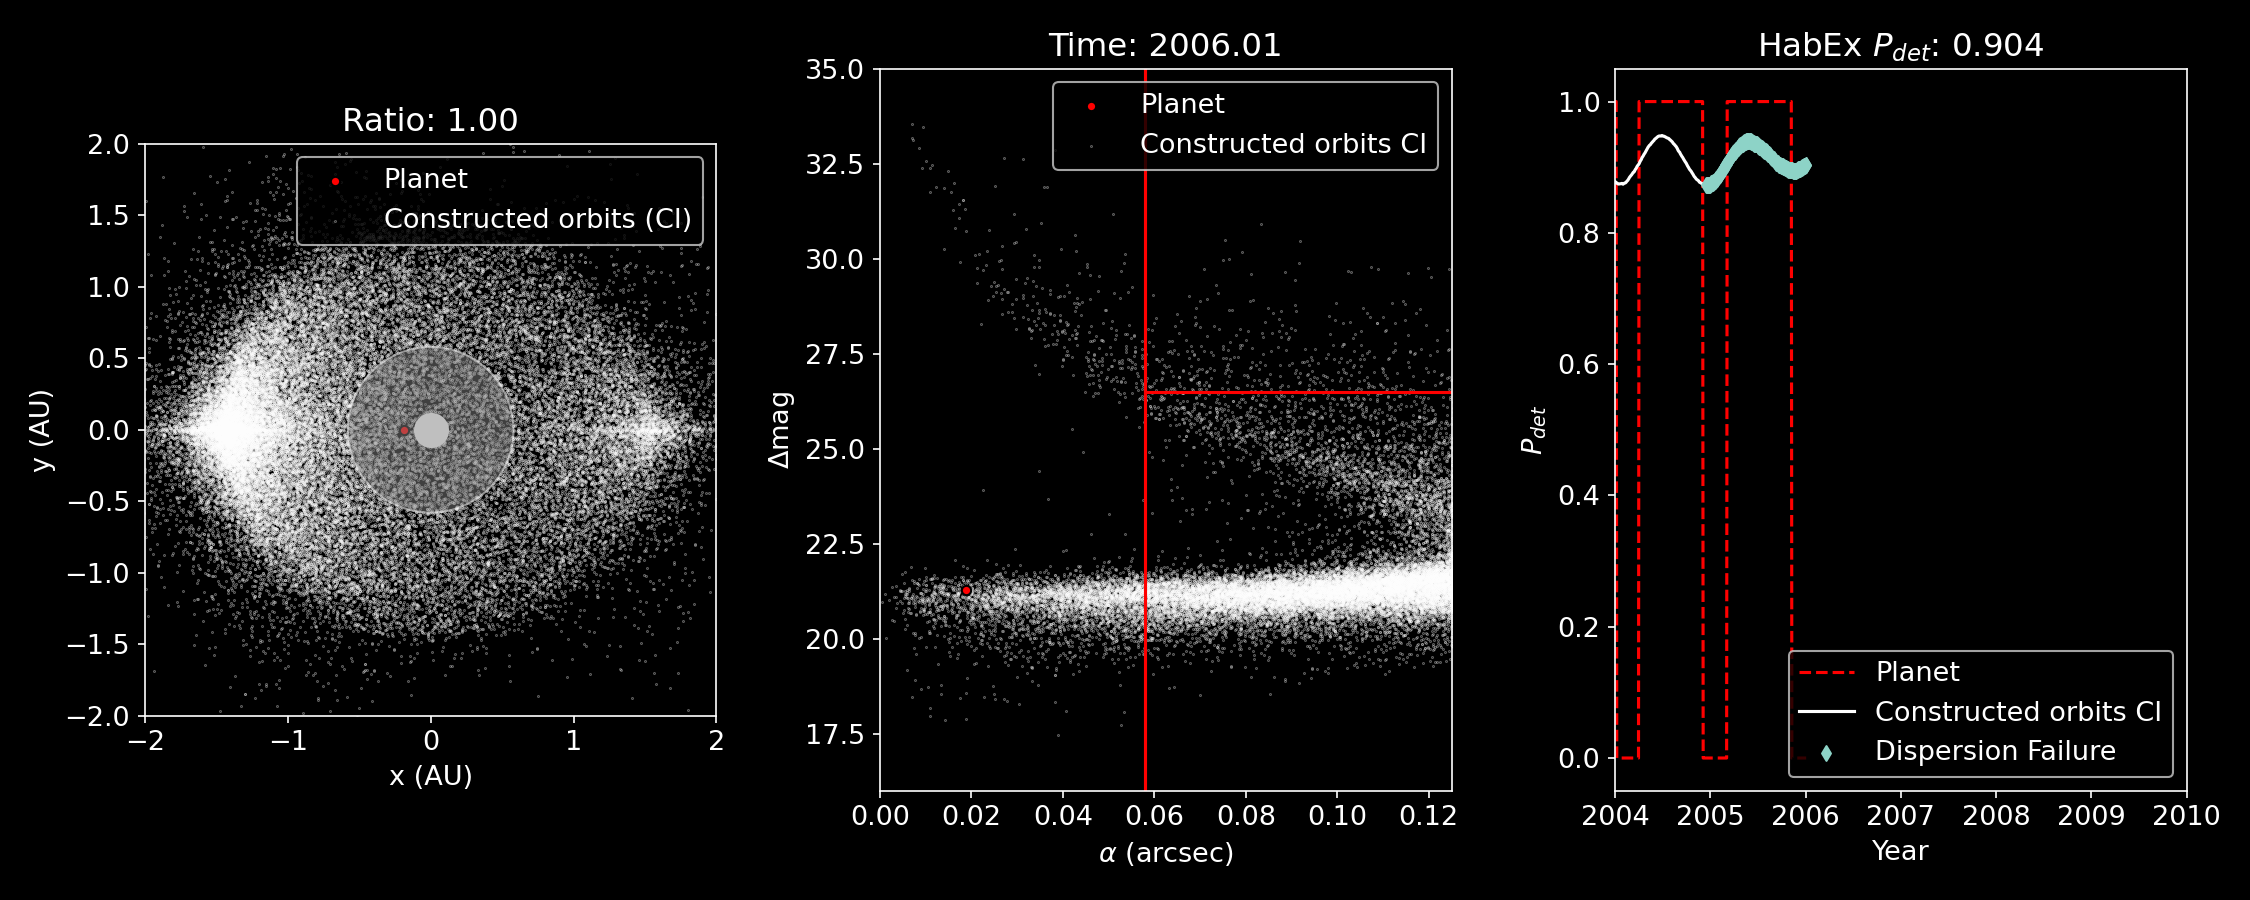 Ratio: 1.00
Planet
Constructed orbits (CI)
2.0
1.5
1.0
0.5
0.0
−0.5
−1.0
−1.5
−2.0
y (AU)
−2
−1
0
1
2
x (AU)
Time: 2006.01
Planet
Constructed orbits CI
35.0
32.5
30.0
27.5
25.0
22.5
20.0
17.5
Δmag
0.00
0.02
0.04
0.06
0.08
0.10
0.12
α (arcsec)
HabEx P_det: 0.904
1.0
0.8
0.6
0.4
0.2
0.0
P_det
Planet
Constructed orbits CI
Dispersion Failure
2004
2005
2006
2007
2008
2009
2010
Year